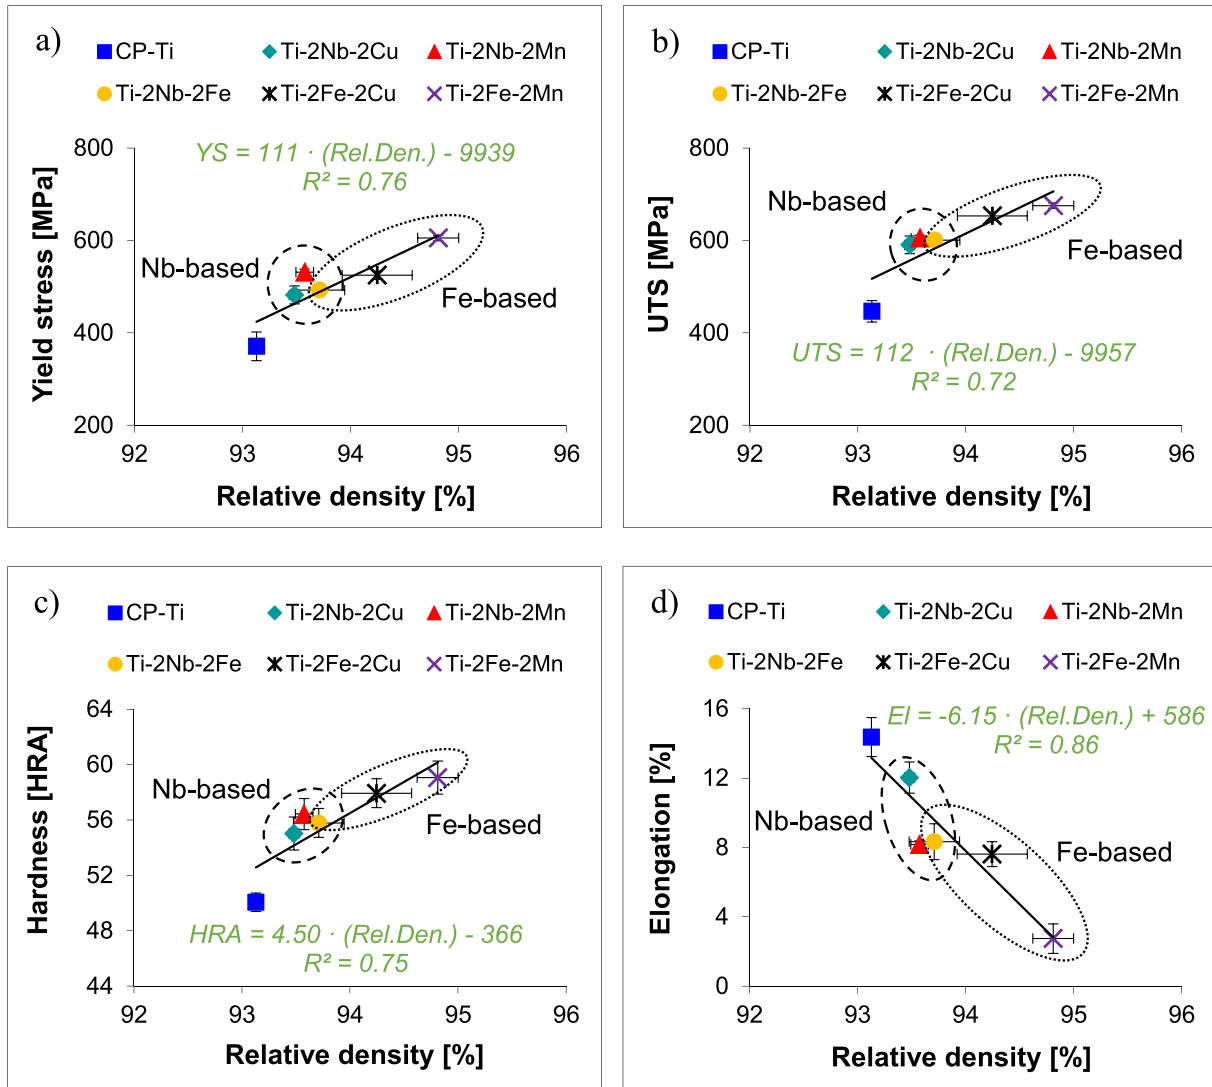 a)
CP-Ti Ti-2Nb-2Cu Ti-2Nb-2Mn
Ti-2Nb-2Fe Ti-2Fe-2Cu Ti-2Fe-2Mn
YS = 111 · (Rel.Den.) - 9939
R² = 0.76
Nb-based
Fe-based
Yield stress [MPa]
800
600
400
200
92 93 94 95 96
Relative density [%]
b)
CP-Ti Ti-2Nb-2Cu Ti-2Nb-2Mn
Ti-2Nb-2Fe Ti-2Fe-2Cu Ti-2Fe-2Mn
Nb-based
Fe-based
UTS = 112 · (Rel.Den.) - 9957
R² = 0.72
UTS [MPa]
800
600
400
200
92 93 94 95 96
Relative density [%]
c)
CP-Ti Ti-2Nb-2Cu Ti-2Nb-2Mn
Ti-2Nb-2Fe Ti-2Fe-2Cu Ti-2Fe-2Mn
Nb-based
Fe-based
HRA = 4.50 · (Rel.Den.) - 366
R² = 0.75
Hardness [HRA]
64
60
56
52
48
44
92 93 94 95 96
Relative density [%]
d)
CP-Ti Ti-2Nb-2Cu Ti-2Nb-2Mn
Ti-2Nb-2Fe Ti-2Fe-2Cu Ti-2Fe-2Mn
El = -6.15 · (Rel.Den.) + 586
R² = 0.86
Nb-based
Fe-based
Elongation [%]
16
12
8
4
0
92 93 94 95 96
Relative density [%]